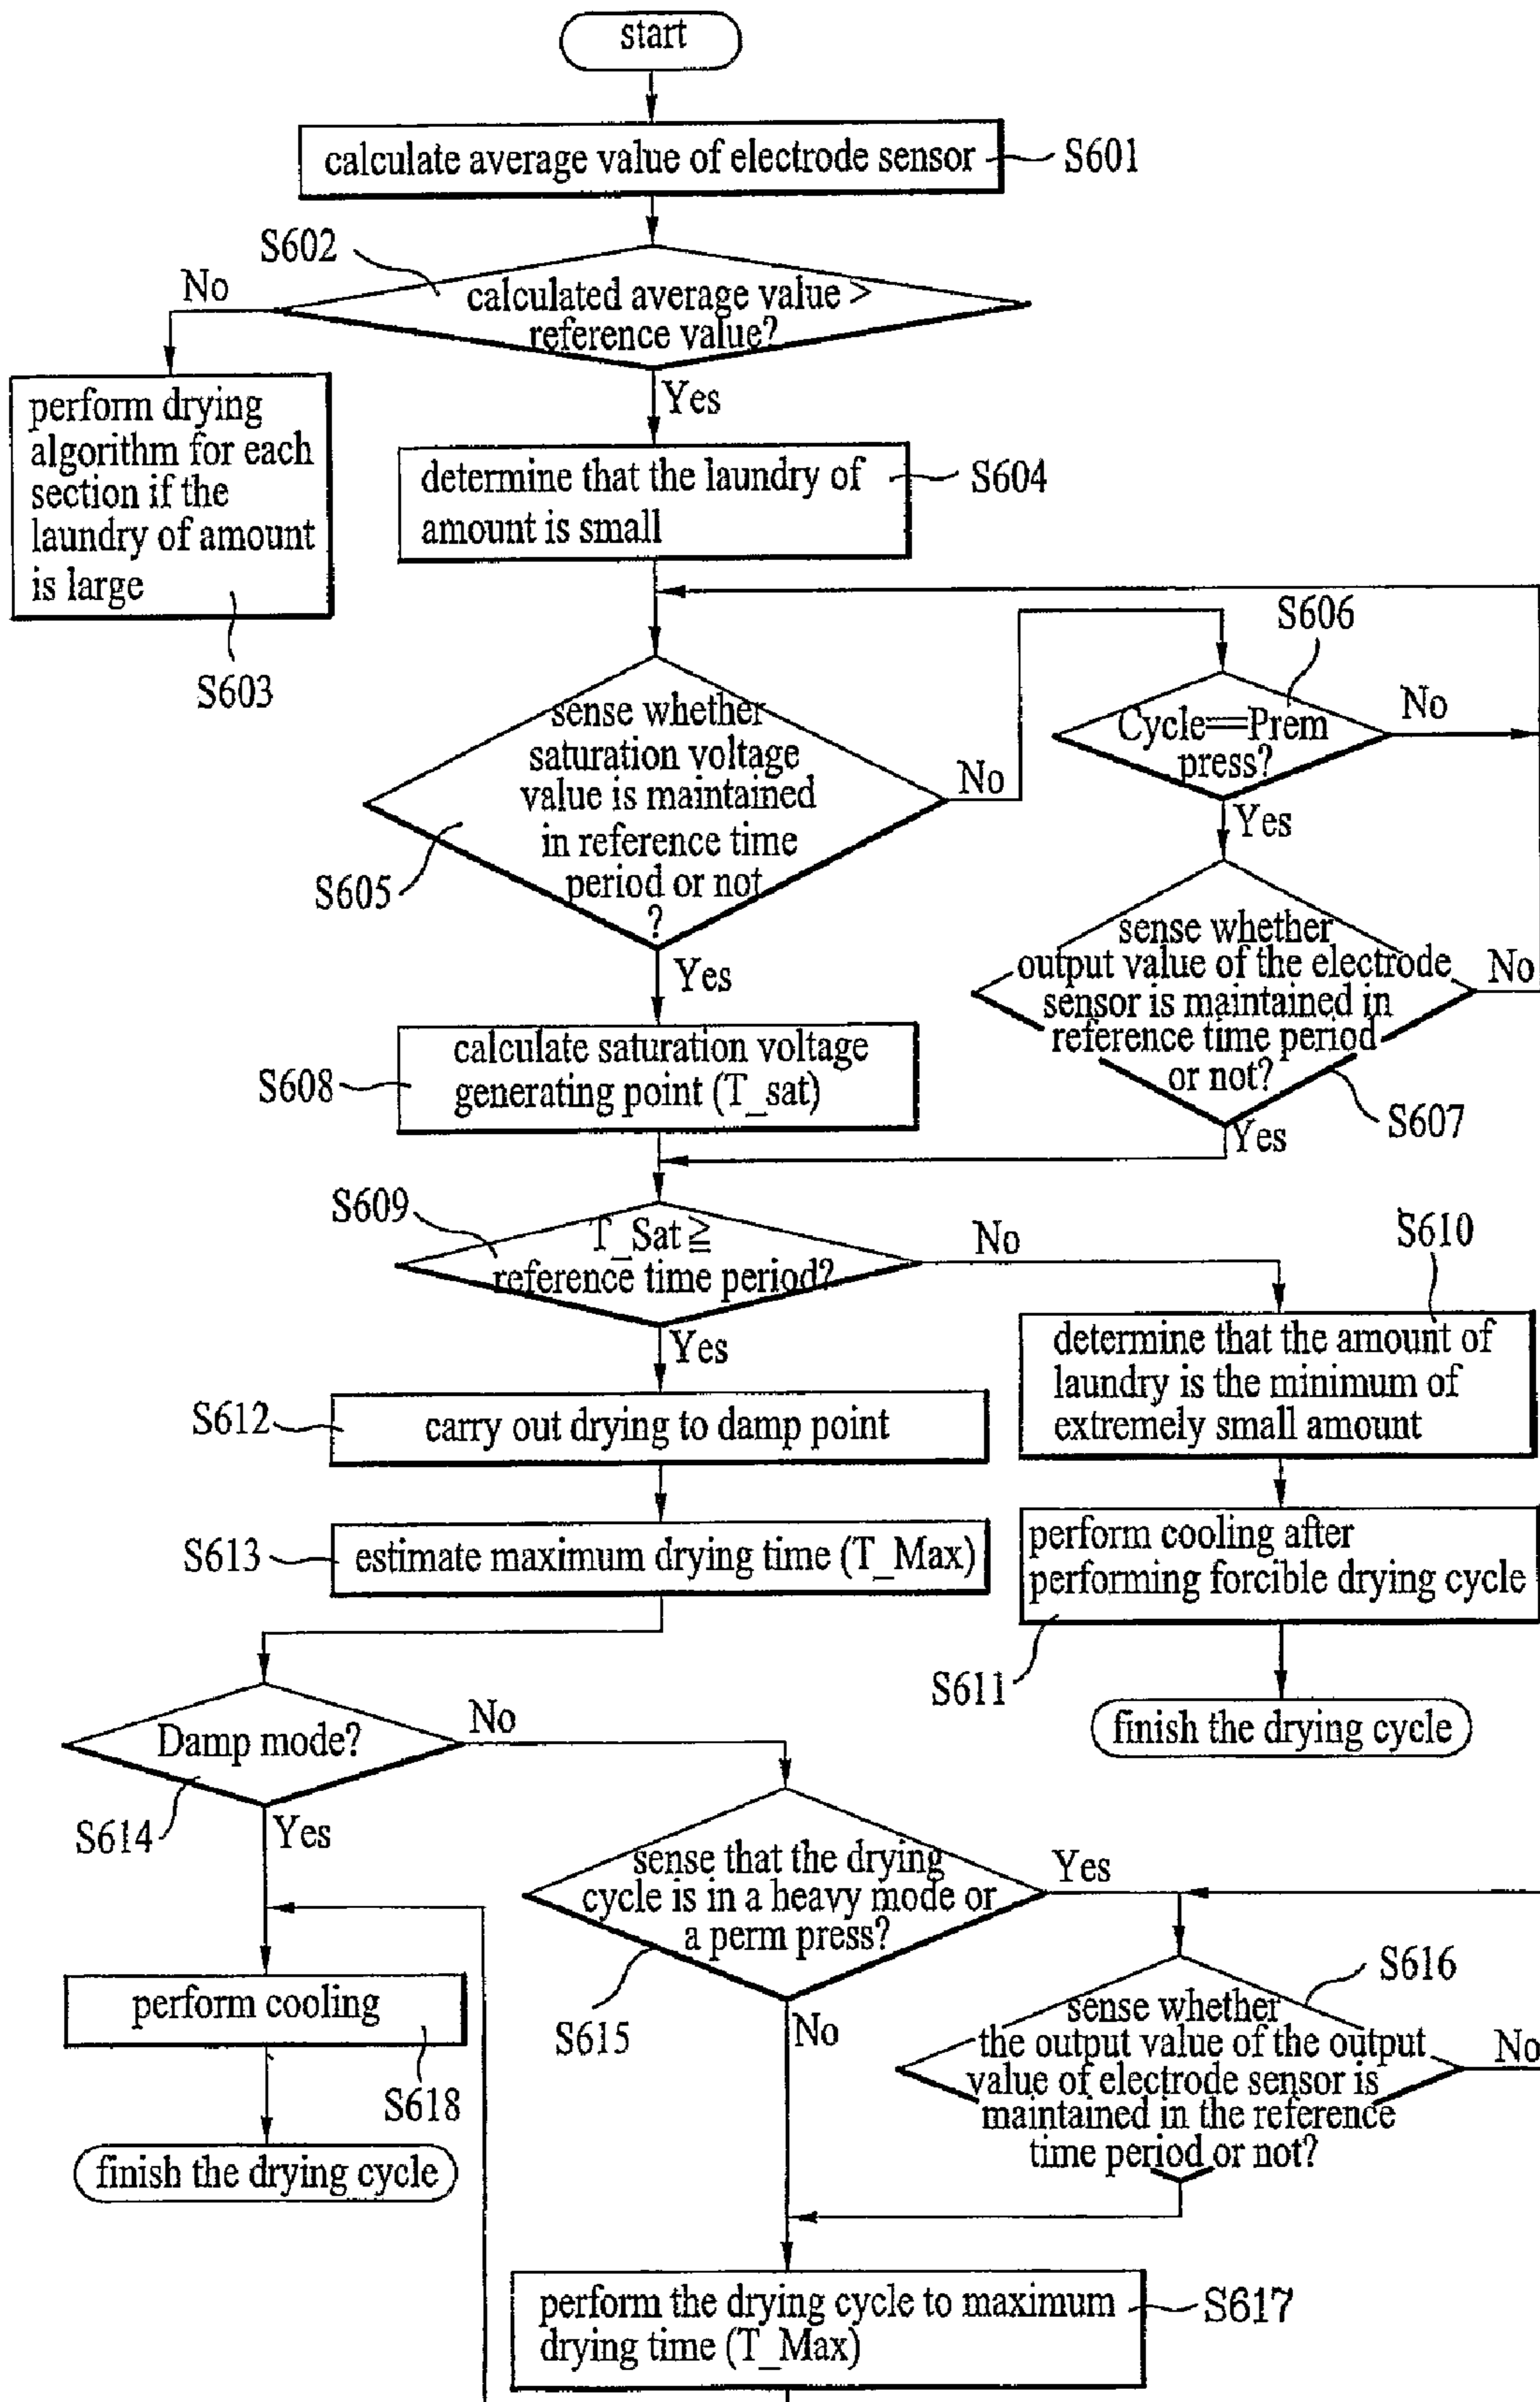 start
calculate average value of electrode sensor
S601
S602
calculated average value >
reference value?
No
Yes
perform drying
algorithm for each
section if the
laundry of amount
is large
S603
determine that the laundry of
amount is small
S604
sense whether
saturation voltage
value is maintained
in reference time
period or not
?
S605
No
Yes
S606
Cycle==Prem
press?
No
Yes
sense whether
output value of the electrode
sensor is maintained in
reference time period
or not?
No
S607
Yes
calculate saturation voltage
generating point (T_sat)
S608
S609
T_Sat ≧
reference time period?
No
Yes
S610
determine that the amount of
laundry is the minimum of
extremely small amount
perform cooling after
performing forcible drying cycle
S611
finish the drying cycle
S612
carry out drying to damp point
S613
estimate maximum drying time (T_Max)
Damp mode?
No
S614
Yes
sense that the drying
cycle is in a heavy mode or
a perm press?
Yes
S615
No
S616
sense whether
the output value of the output
value of electrode sensor is
maintained in the reference
time period or not?
No
perform cooling
S618
finish the drying cycle
perform the drying cycle to maximum
drying time (T_Max)
S617